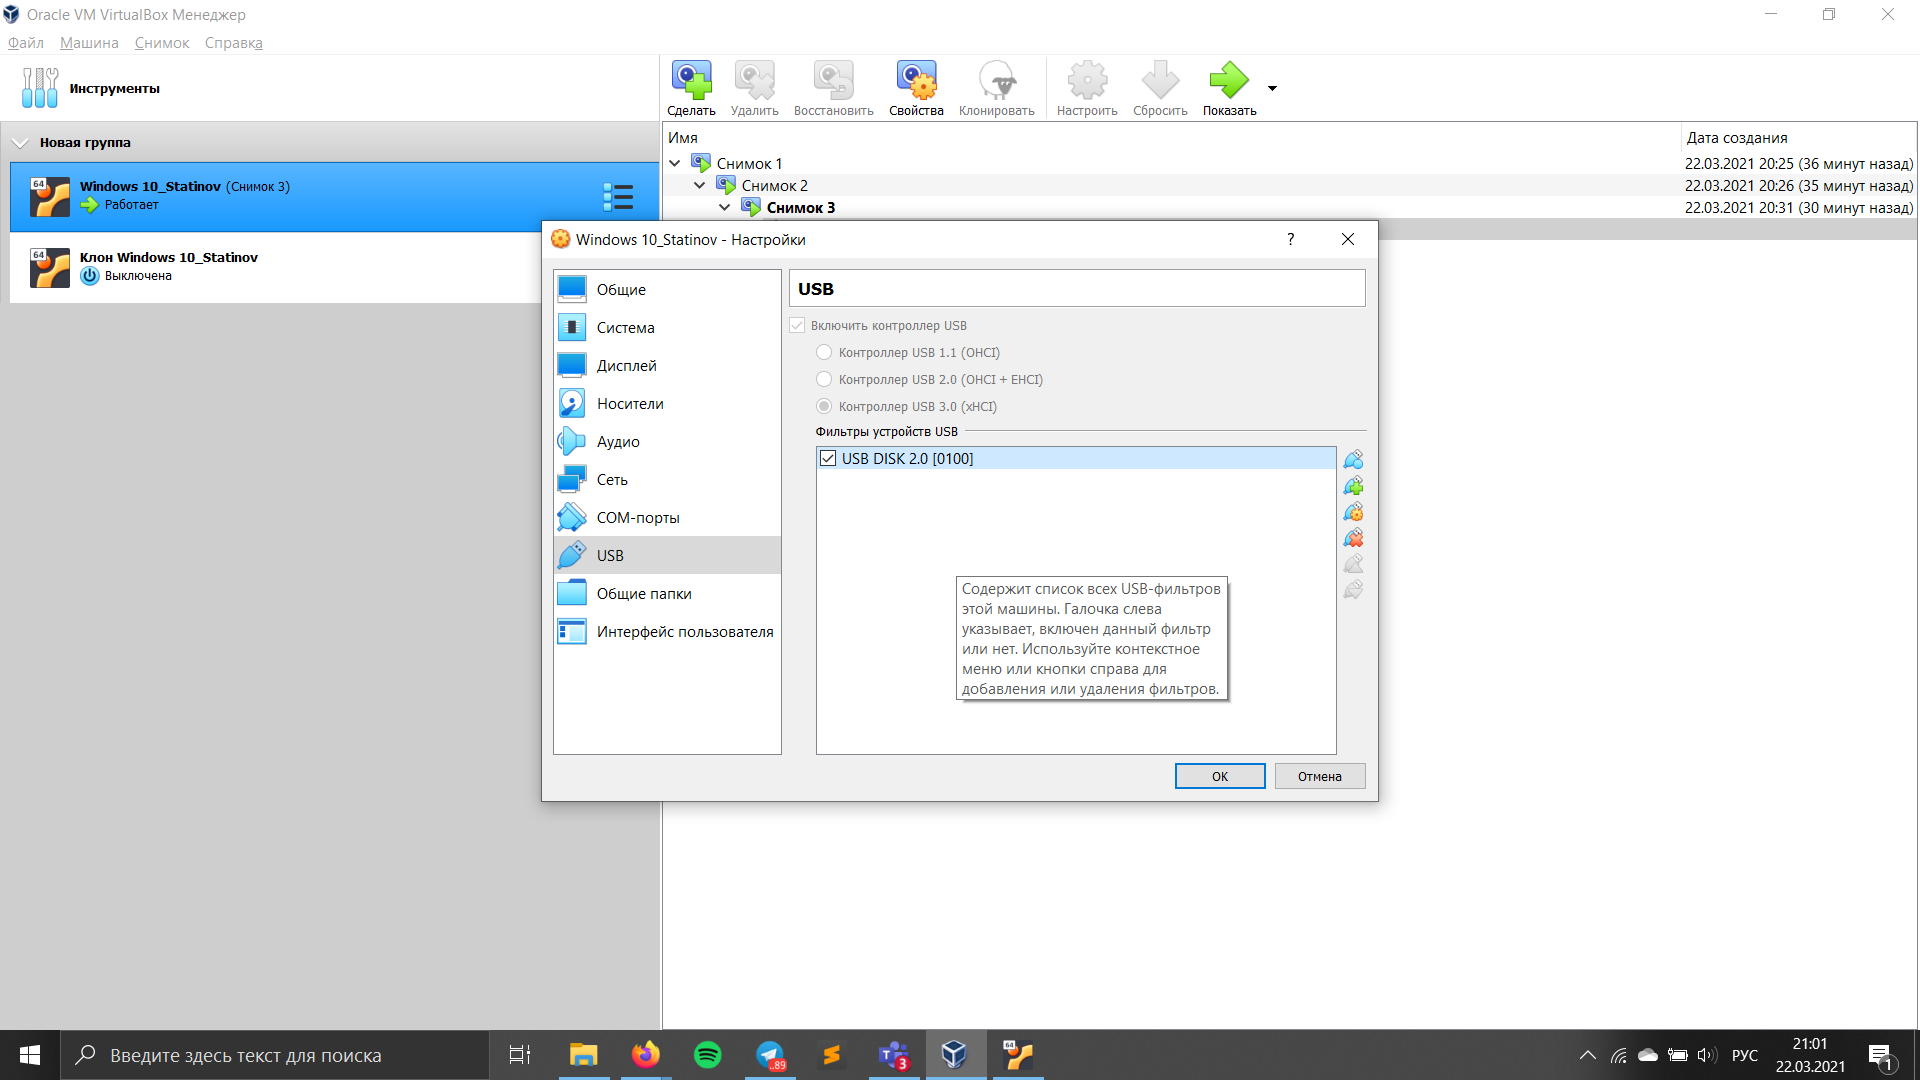 Oracle VM VirtualBox Менеджер
Файл Машина Снимок Справка
Инструменты
Сделать Удалить Восстановить Свойства Клонировать Настроить Сбросить Показать
Новая группа
Имя Дата создания
64 Windows 10_Statinov (Снимок 3)
Работает
Снимок 1 22.03.2021 20:25 (36 минут назад)
Снимок 2 22.03.2021 20:26 (35 минут назад)
Снимок 3 22.03.2021 20:31 (30 минут назад)
64 Клон Windows 10_Statinov
Выключена
Windows 10_Statinov - Настройки ?
Общие
Система
Дисплей
Носители
Аудио
Сеть
COM-порты
USB
Общие папки
Интерфейс пользователя
USB
Включить контроллер USB
Контроллер USB 1.1 (OHCI)
Контроллер USB 2.0 (OHCI + EHCI)
Контроллер USB 3.0 (xHCI)
Фильтры устройств USB
USB DISK 2.0 [0100]
Содержит список всех USB-фильтров
этой машины. Галочка слева
указывает, включен данный фильтр
или нет. Используйте контекстное
меню или кнопки справа для
добавления или удаления фильтров.
OK Отмена
Введите здесь текст для поиска
..89
3
64
РУС
21:01
22.03.2021
1